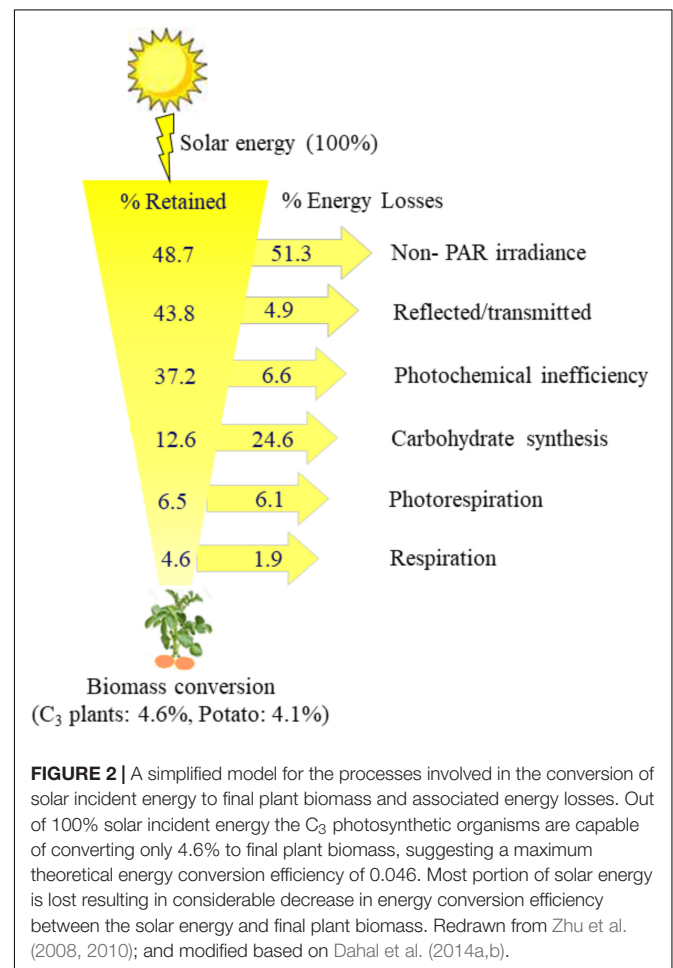 Solar energy (100%)
% Retained % Energy Losses
48.7 51.3 Non- PAR irradiance
43.8 4.9 Reflected/transmitted
37.2 6.6 Photochemical inefficiency
12.6 24.6 Carbohydrate synthesis
6.5 6.1 Photorespiration
4.6 1.9 Respiration
Biomass conversion
(C₃ plants: 4.6%, Potato: 4.1%)
FIGURE 2 | A simplified model for the processes involved in the conversion of
solar incident energy to final plant biomass and associated energy losses. Out
of 100% solar incident energy the C₃ photosynthetic organisms are capable
of converting only 4.6% to final plant biomass, suggesting a maximum
theoretical energy conversion efficiency of 0.046. Most portion of solar energy
is lost resulting in considerable decrease in energy conversion efficiency
between the solar energy and final plant biomass. Redrawn from Zhu et al.
(2008, 2010); and modified based on Dahal et al. (2014a,b).